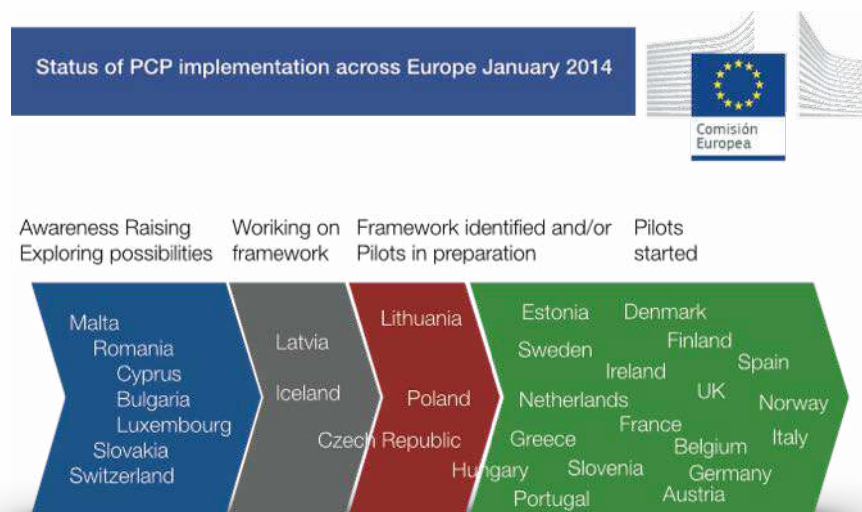 Status of PCP implementation across Europe January 2014
Comisión
Europea
Awareness Raising
Exploring possibilities
Woriking on
framework
Framework identified and/or
Pilots in preparation
Pilots
started
Malta
Romania
Cyprus
Bulgaria
Luxembourg
Slovakia
Switzerland
Latvia
Iceland
Lithuania
Poland
Czech Republic
Estonia Denmark
Sweden Finland
Ireland Spain
Netherlands UK Norway
Greece France Italy
Belgium
Hungary Slovenia Germany
Portugal Austria